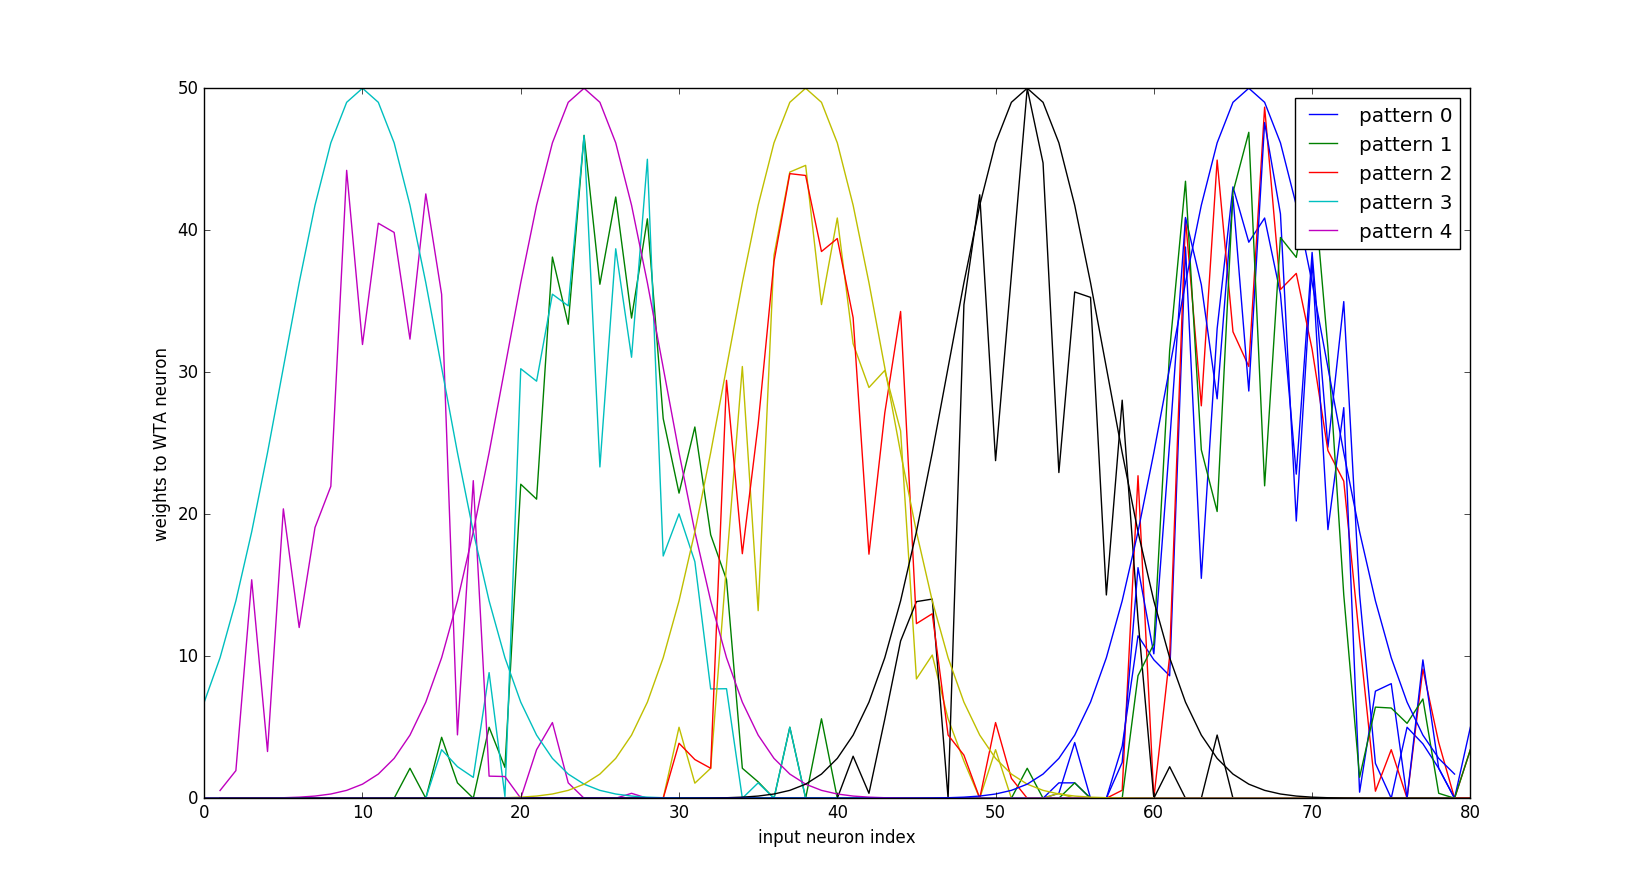 50
40
30
20
10
0
weights to WTA neuron
0 10 20 30 40 50 60 70 80
input neuron index
pattern 0
pattern 1
pattern 2
pattern 3
pattern 4